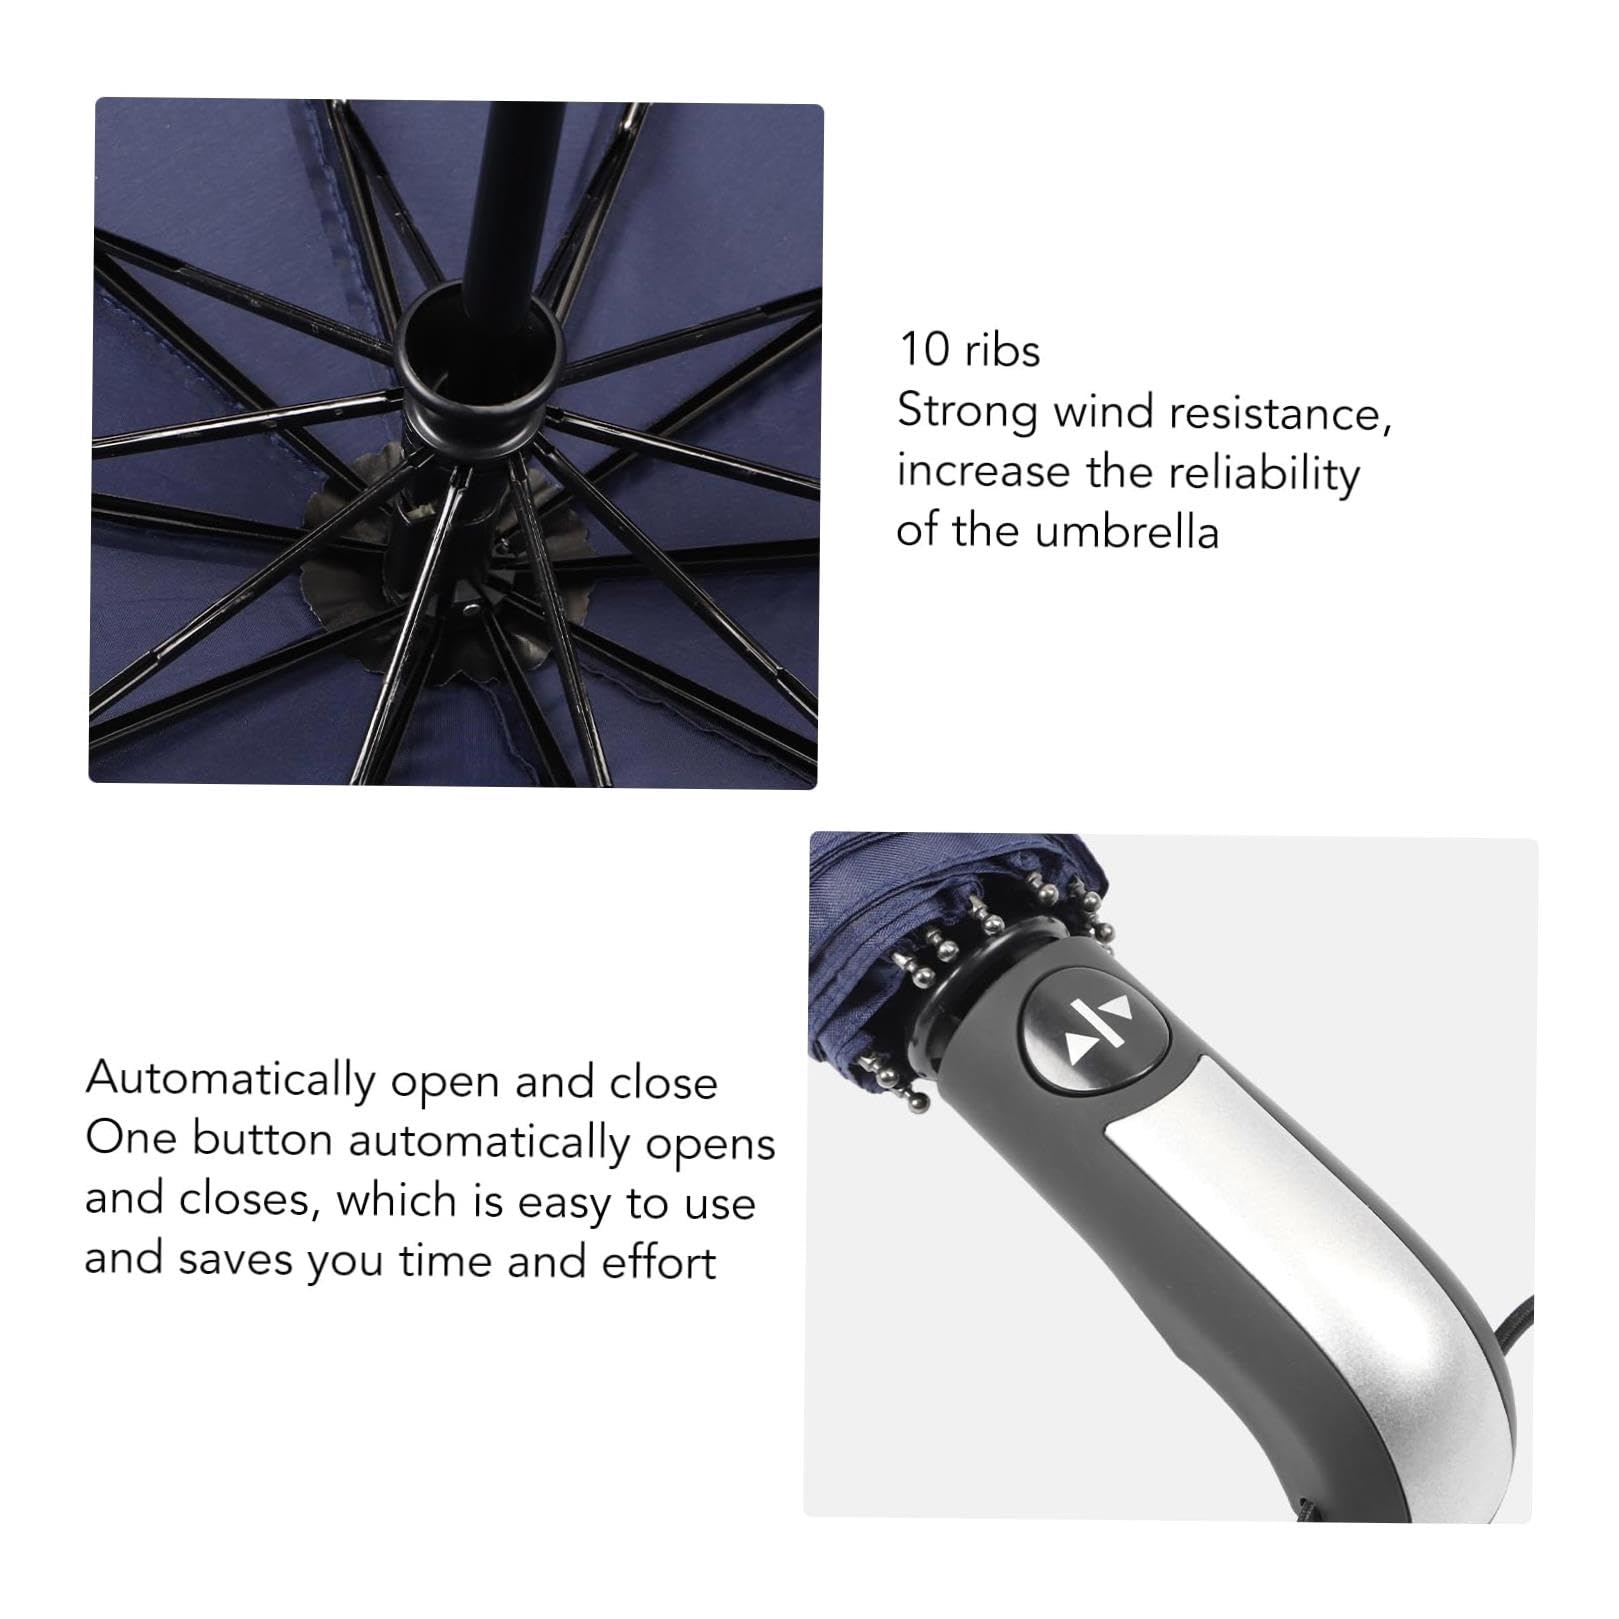 10 ribs
Strong wind resistance,
increase the reliability
of the umbrella
Automatically open and close
One button automatically opens
and closes, which is easy to use
and saves you time and effort